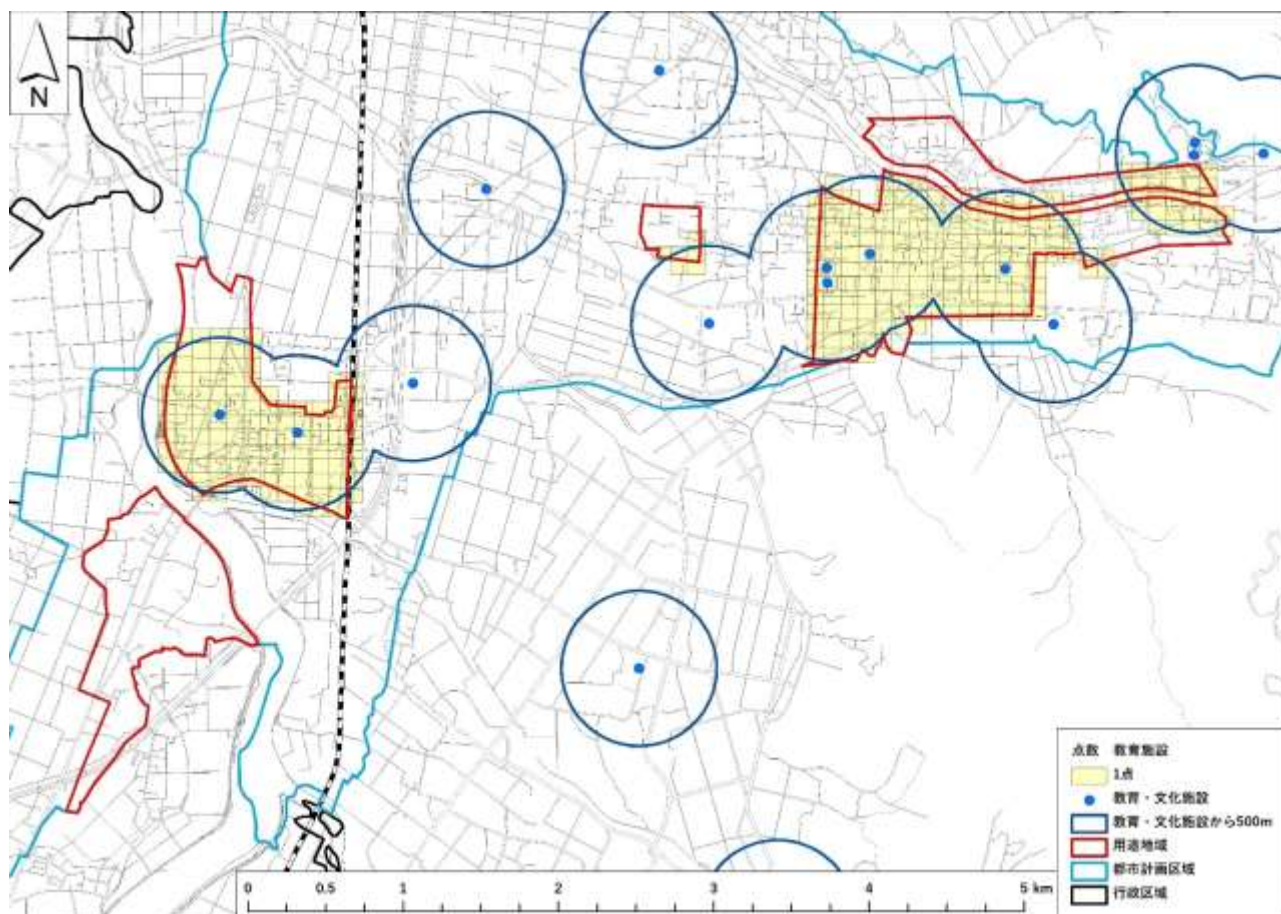 N
点数 教育施設
1点
教育・文化施設
教育・文化施設から500m
用途地域
都市計画区域
行政区域
0 0.5 1 2 3 4 5 km